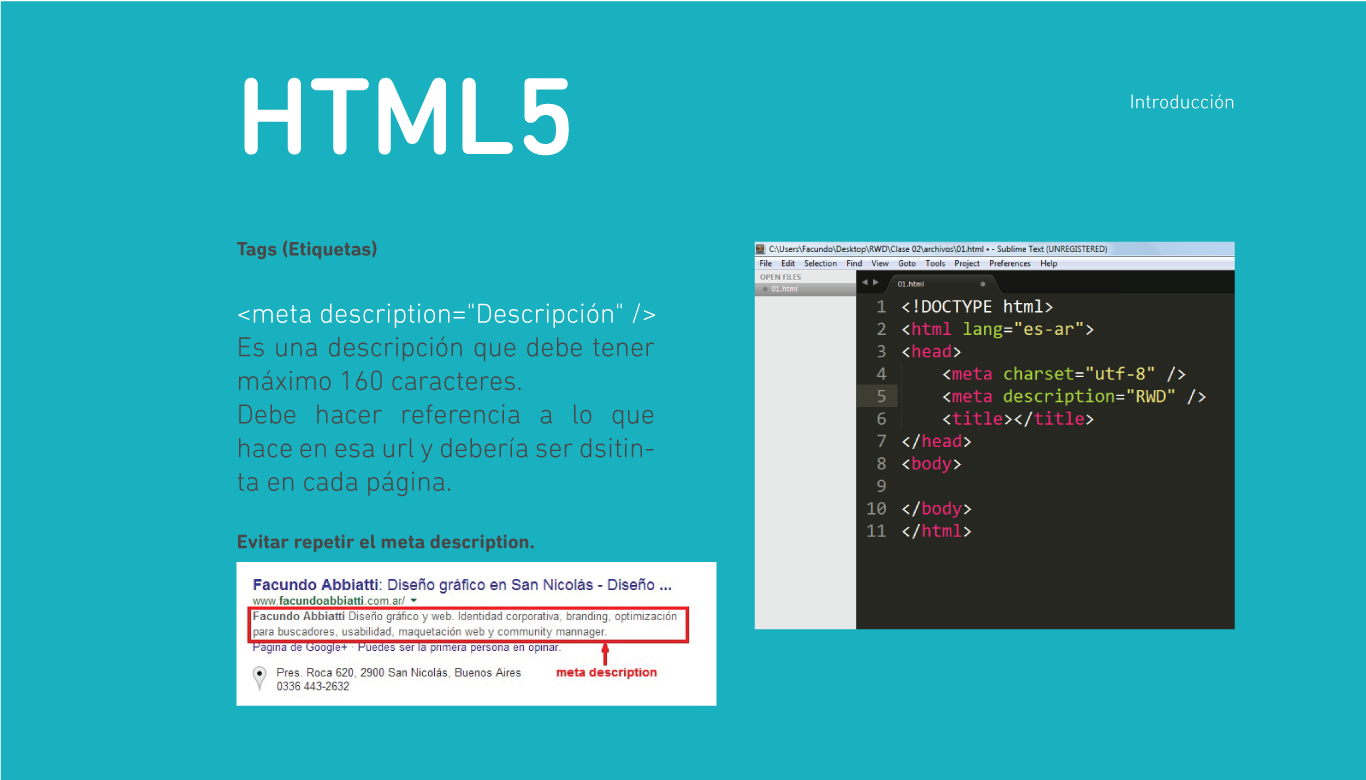 HTML5
Introducción
Tags (Etiquetas)
<meta description="Descripción" />
Es una descripción que debe tener
máximo 160 caracteres.
Debe hacer referencia a lo que
hace en esa url y debería ser dsitin-
ta en cada página.
Evitar repetir el meta description.
Facundo Abbiatti: Diseño gráfico en San Nicolás - Diseño ...
www.facundoabbiatti.com.ar/
Facundo Abbiatti Diseño gráfico y web. Identidad corporativa, branding, optimización
para buscadores, usabilidad, maquetación web y community mannager.
Página de Google+ · Puedes ser la primera persona en opinar.
meta description
Pres. Roca 620, 2900 San Nicolás, Buenos Aires
0336 443-2632
C:\Users\Facundo\Desktop\RWD\Clase 02\archivos\01.html • - Sublime Text (UNREGISTERED)
File Edit Selection Find View Goto Tools Project Preferences Help
OPEN FILES
01.html
01.html
1 <!DOCTYPE html>
2 <html lang="es-ar">
3 <head>
4 <meta charset="utf-8" />
5 <meta description="RWD" />
6 <title></title>
7 </head>
8 <body>
9
10 </body>
11 </html>